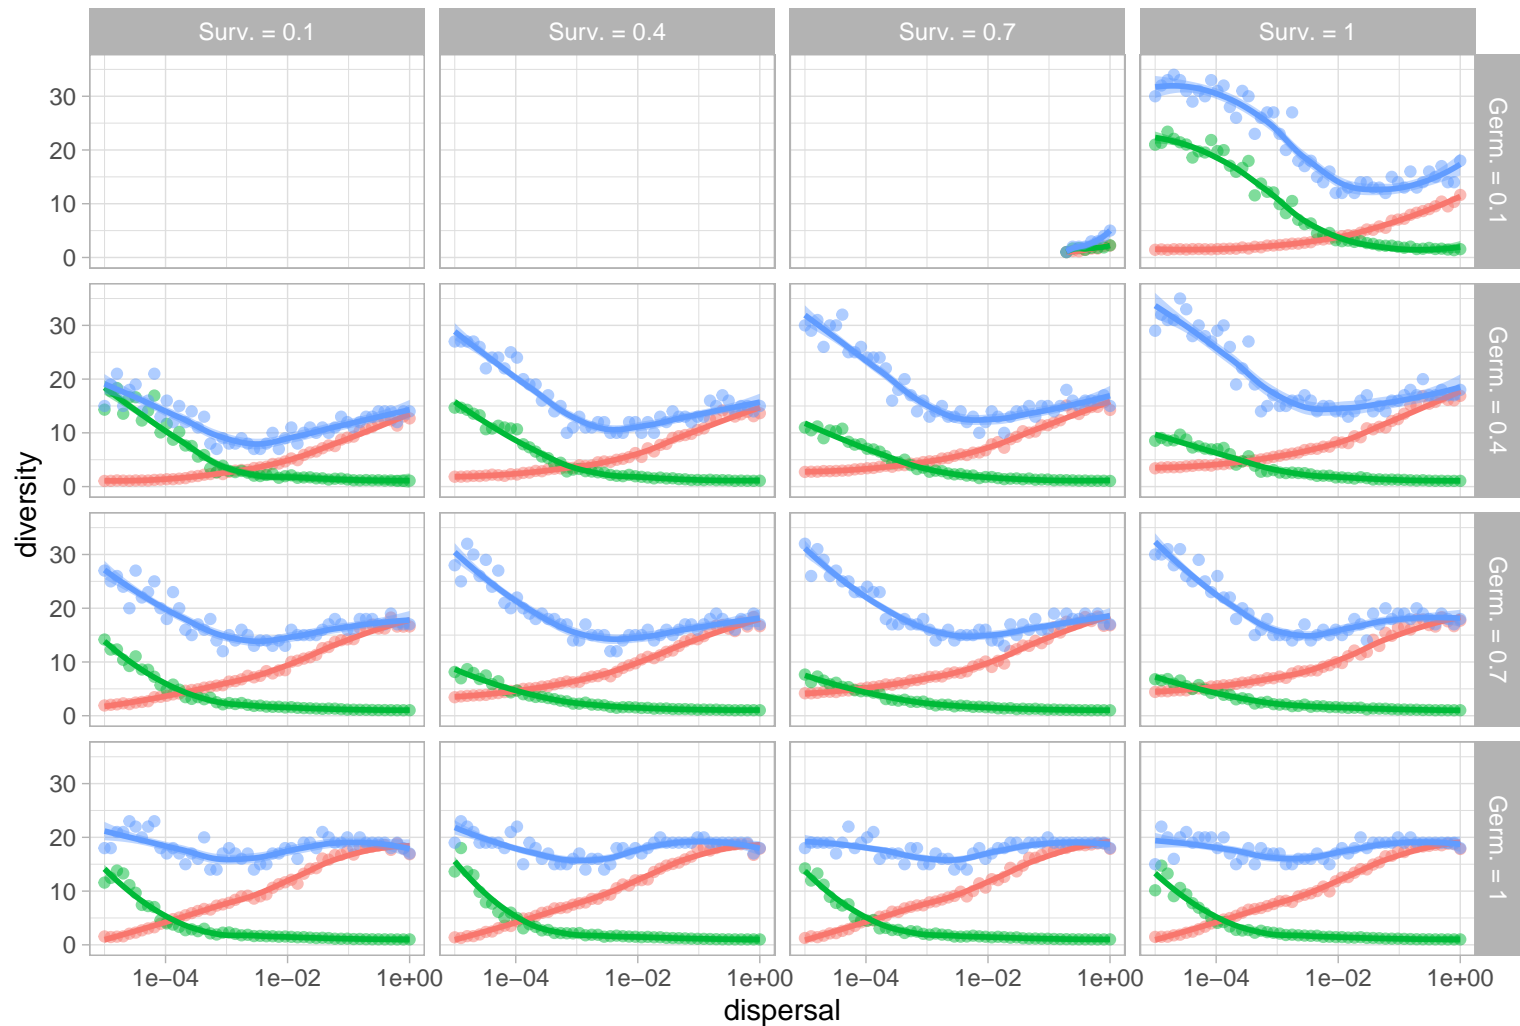 Surv. = 0.1 Surv. = 0.4 Surv. = 0.7 Surv. = 1
30
20
10
0
Germ. = 0.1
30
20
10
0
Germ. = 0.4
diversity
30
20
10
0
Germ. = 0.7
30
20
10
0
Germ. = 1
1e−04 1e−02 1e+00 1e−04 1e−02 1e+00 1e−04 1e−02 1e+00 1e−04 1e−02 1e+00
dispersal